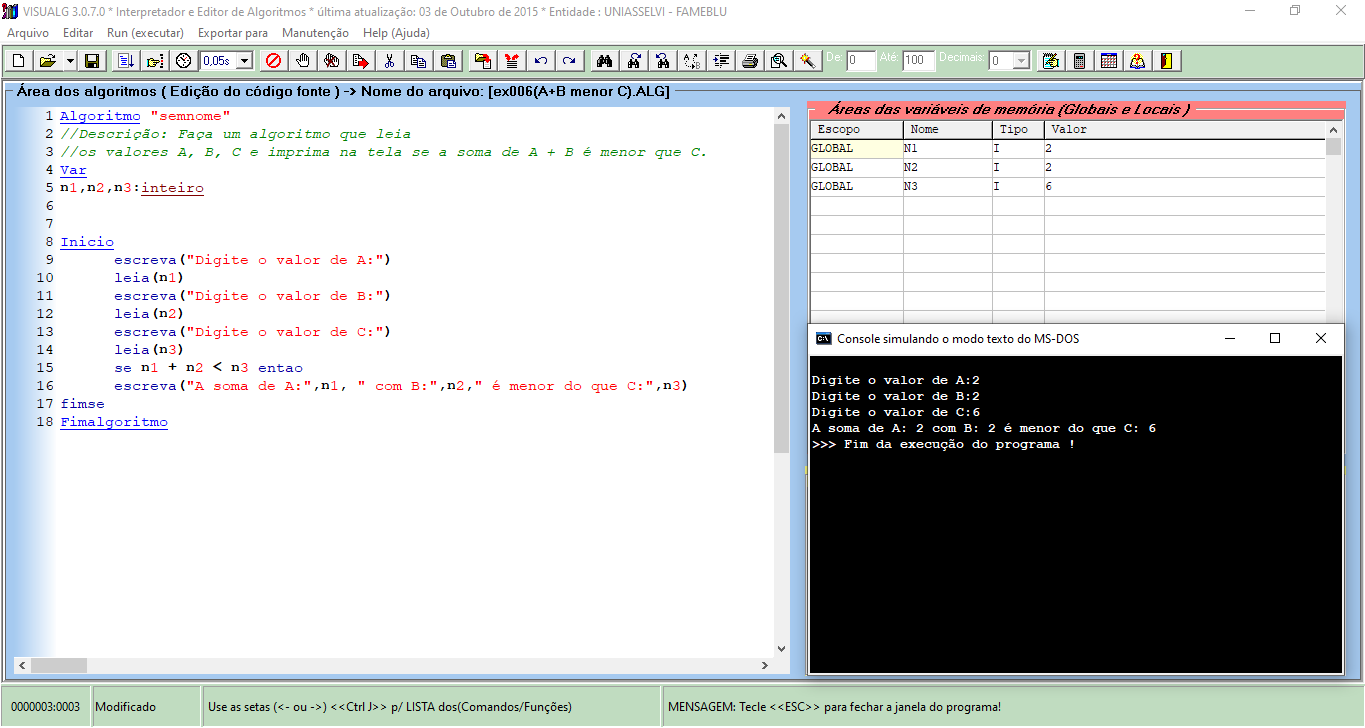 VISUALG 3.0.7.0 * Interpretador e Editor de Algoritmos * última atualização: 03 de Outubro de 2015 * Entidade : UNIASSELVI - FAMEBLU
Arquivo Editar Run (executar) Exportar para Manutenção Help (Ajuda)
0,05s De: 0 Até: 100 Decimais: 0
Área dos algoritmos ( Edição do código fonte ) -> Nome do arquivo: [ex006(A+B menor C).ALG]
1 Algoritmo "semnome"
2 //Descrição: Faça um algoritmo que leia
3 //os valores A, B, C e imprima na tela se a soma de A + B é menor que C.
4 Var
5 n1,n2,n3:inteiro
6
7
8 Inicio
9 escreva("Digite o valor de A:")
10 leia(n1)
11 escreva("Digite o valor de B:")
12 leia(n2)
13 escreva("Digite o valor de C:")
14 leia(n3)
15 se n1 + n2 < n3 entao
16 escreva("A soma de A:",n1, " com B:",n2," é menor do que C:",n3)
17 fimse
18 Fimalgoritmo
Áreas das variáveis de memória (Globais e Locais )
Escopo Nome Tipo Valor
GLOBAL N1 I 2
GLOBAL N2 I 2
GLOBAL N3 I 6
Console simulando o modo texto do MS-DOS
Digite o valor de A:2
Digite o valor de B:2
Digite o valor de C:6
A soma de A: 2 com B: 2 é menor do que C: 6
>>> Fim da execução do programa !
0000003:0003 Modificado Use as setas (<- ou ->) <<Ctrl J>> p/ LISTA dos(Comandos/Funções) MENSAGEM: Tecle <<ESC>> para fechar a janela do programa!